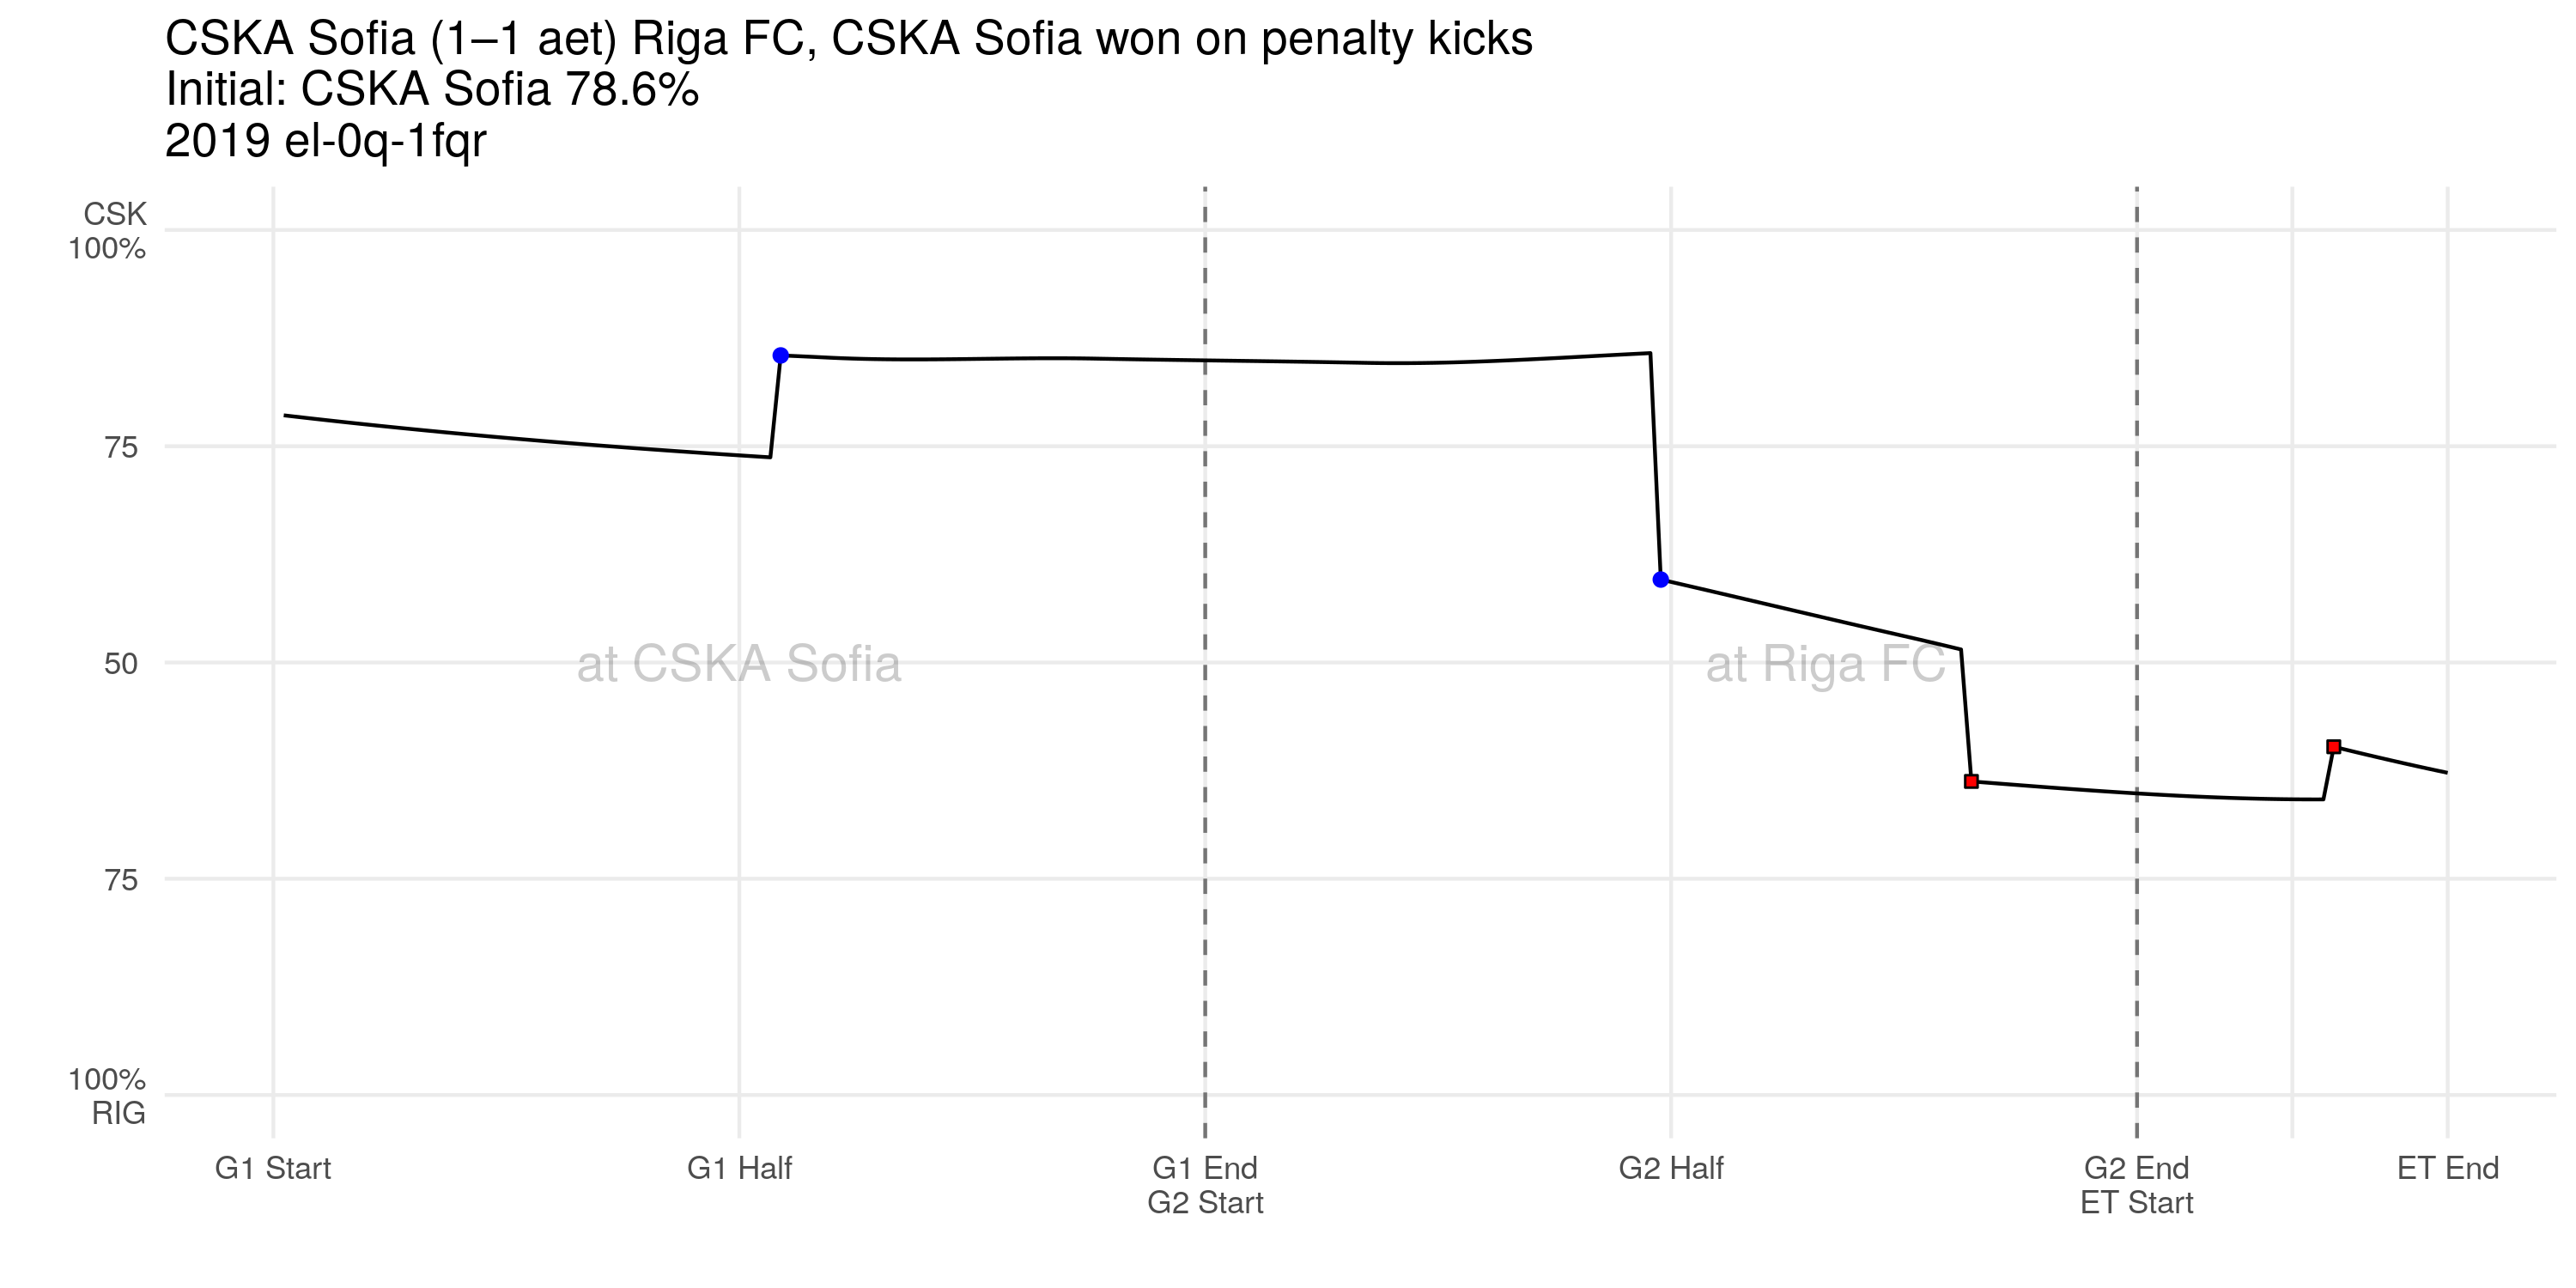 CSKA Sofia (1–1 aet) Riga FC, CSKA Sofia won on penalty kicks
Initial: CSKA Sofia 78.6%
2019 el-0q-1fqr
CSK
100%
75
50
75
100%
RIG
at CSKA Sofia
at Riga FC
G1 Start
G1 Half
G1 End
G2 Start
G2 Half
G2 End
ET Start
ET End